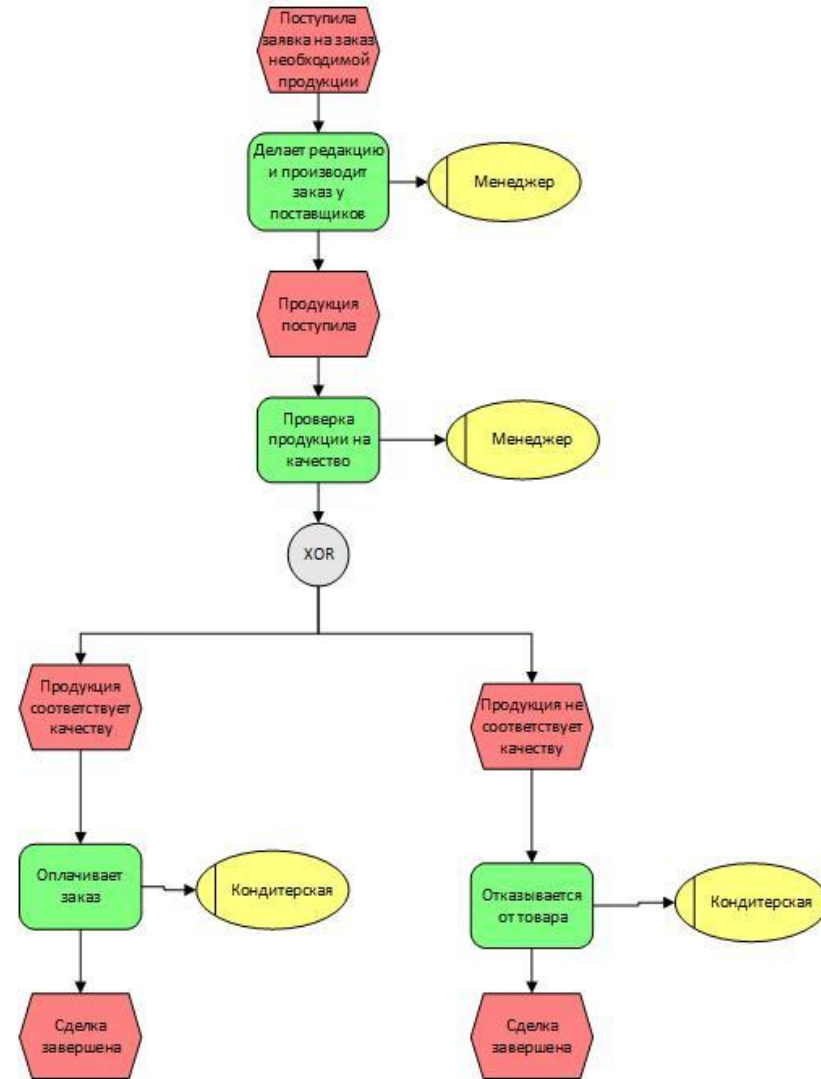 Поступила
заявка на заказ
необходимой
продукции
Делает редакцию
и производит
заказ у
поставщиков
Менеджер
Продукция
поступила
Проверка
продукции на
качество
Менеджер
XOR
Продукция
соответствует
качеству
Продукция не
соответствует
качеству
Оплачивает
заказ
Кондитерская
Отказывается
от товара
Кондитерская
Сделка
завершена
Сделка
завершена